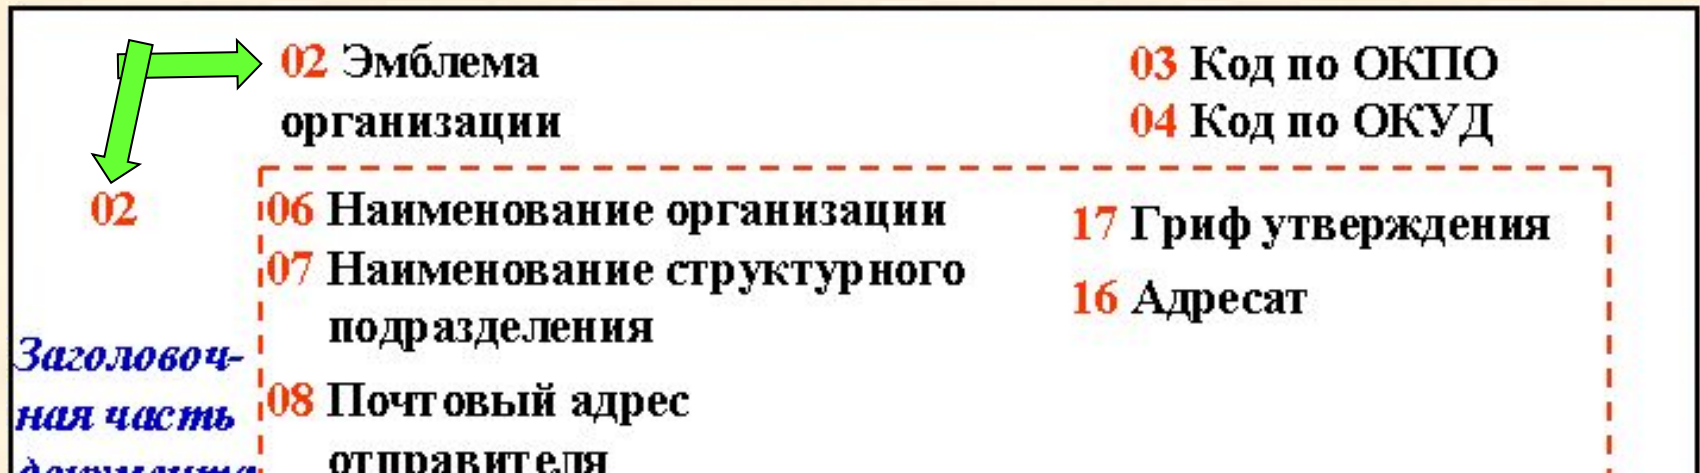 02 Эмблема
организации
03 Код по ОКПО
04 Код по ОКУД
02
06 Наименование организации
07 Наименование структурного
подразделения
08 Почтовый адрес
отправителя
17 Гриф утверждения
16 Адресат
Заголовоч-
ная часть
документа